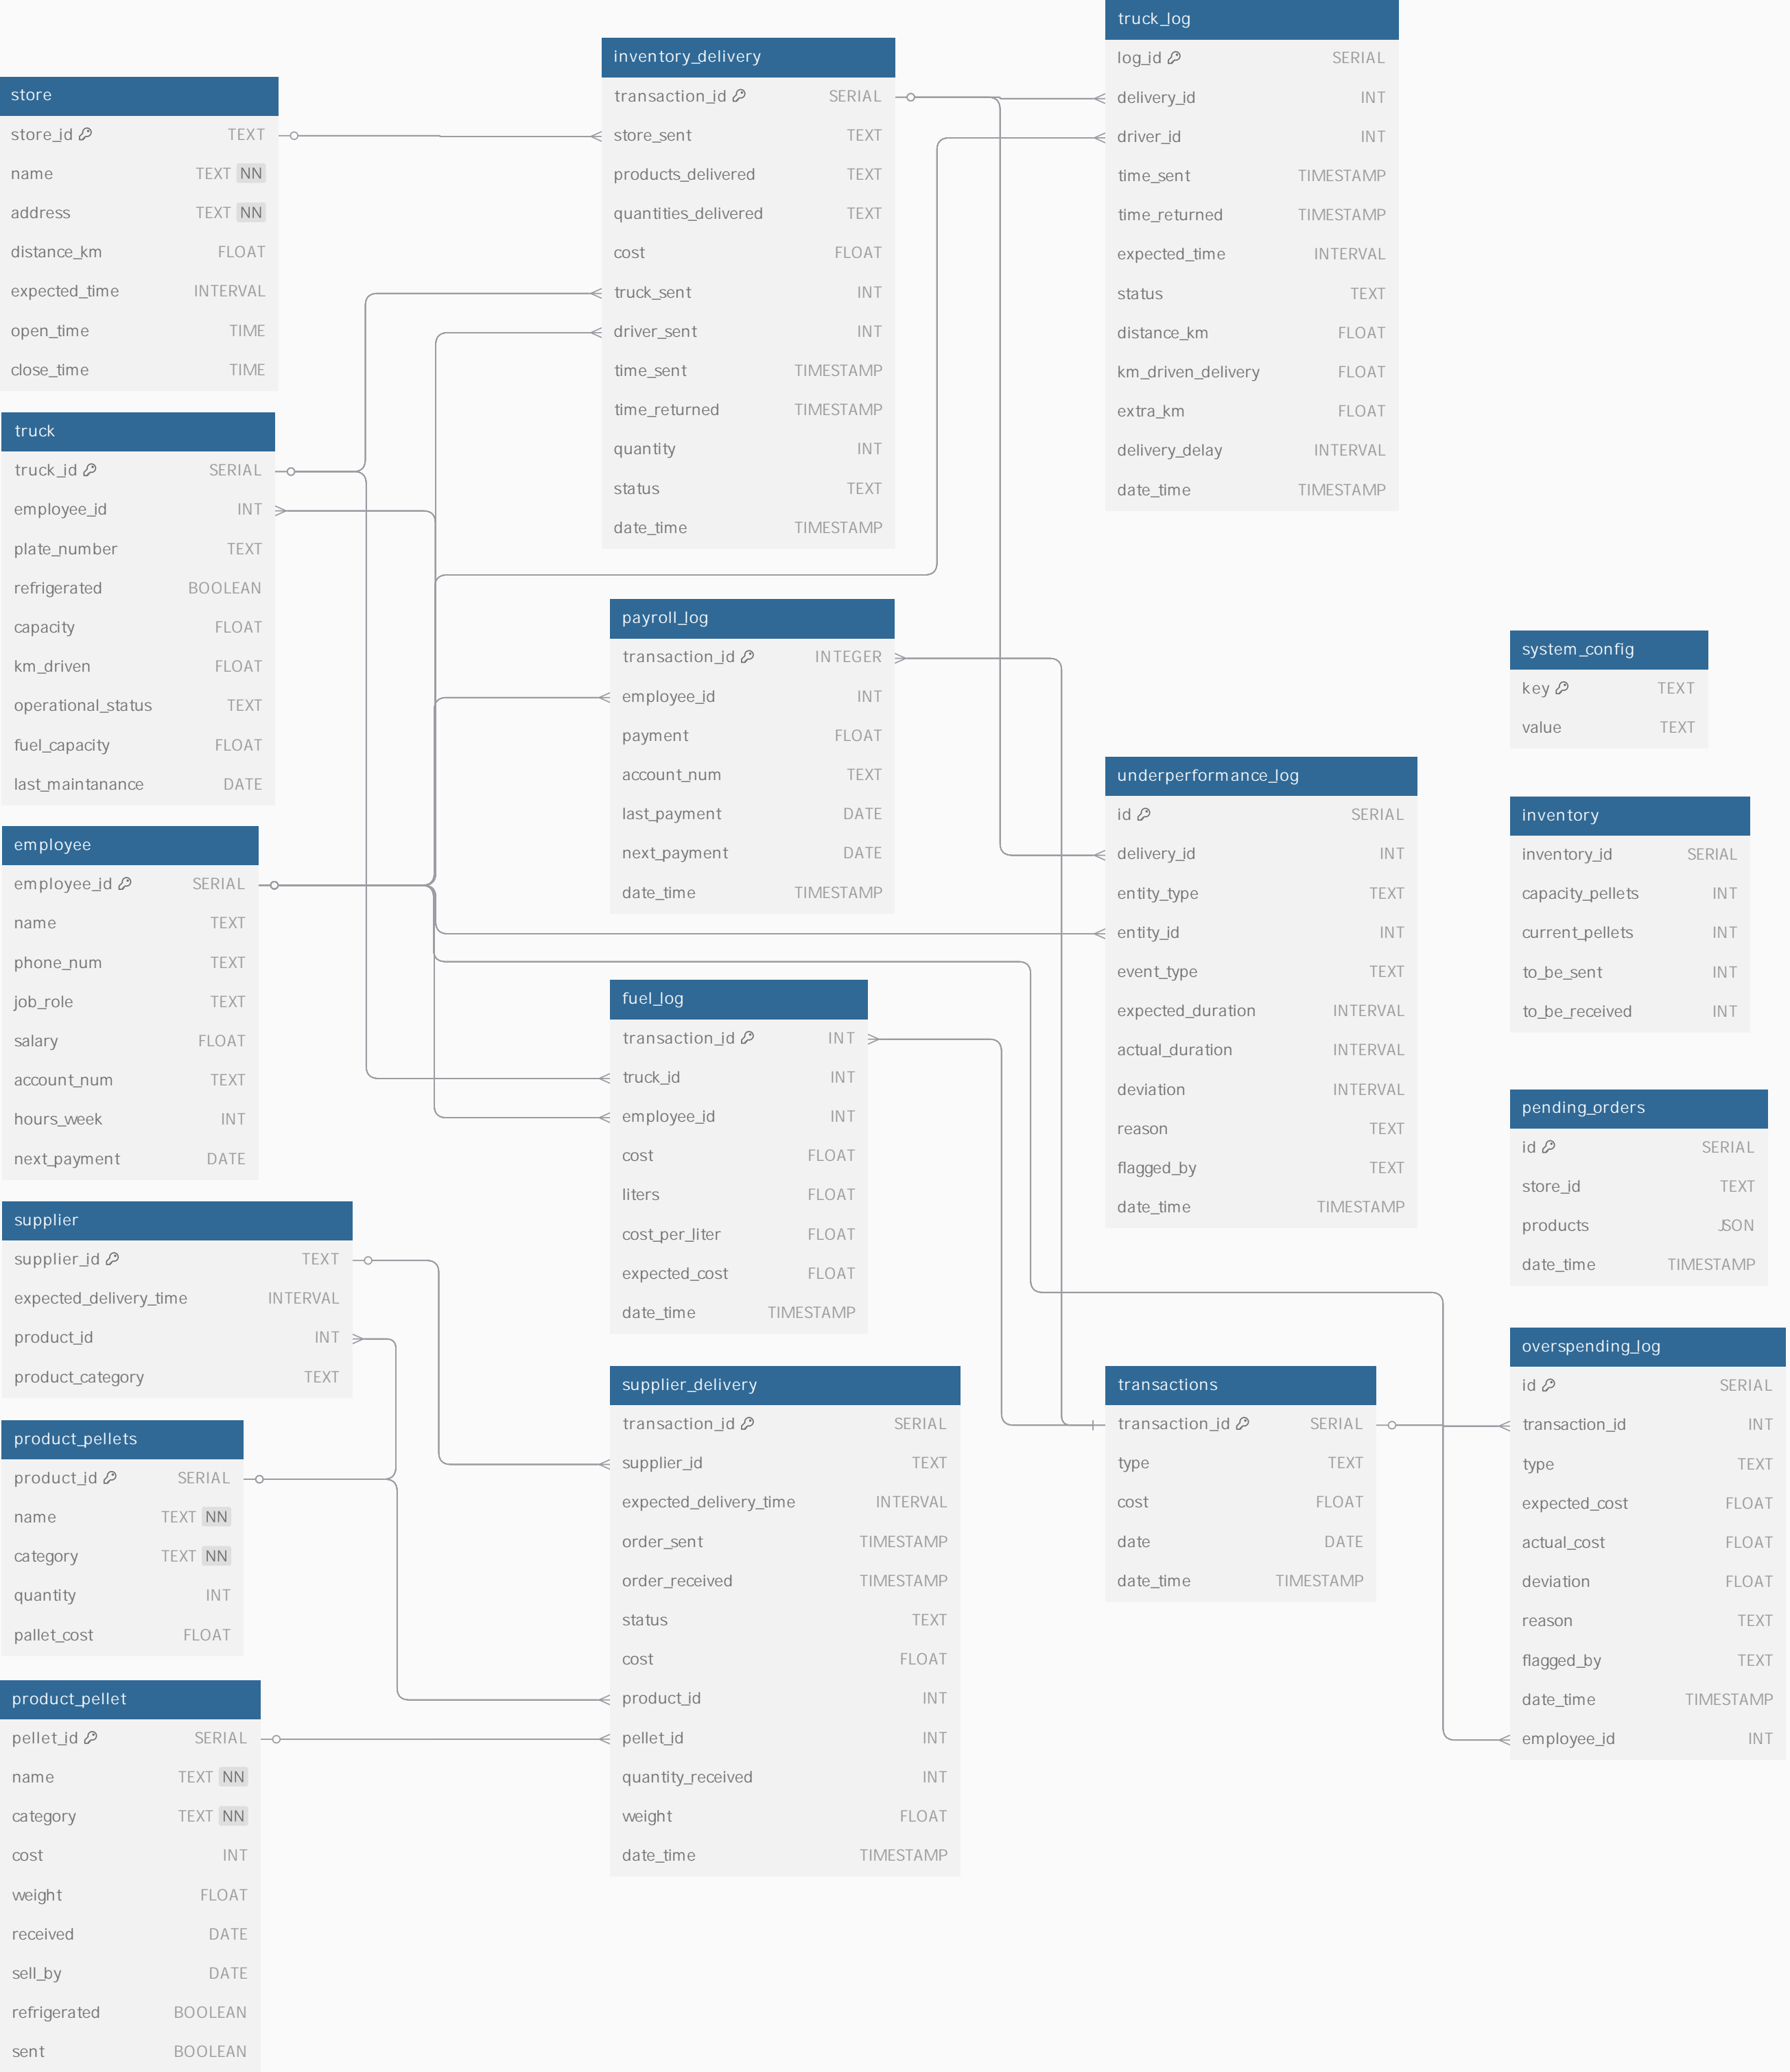 store
store_id TEXT
name TEXT NN
address TEXT NN
distance_km FLOAT
expected_time INTERVAL
open_time TIME
close_time TIME
truck
truck_id SERIAL
employee_id INT
plate_number TEXT
refrigerated BOOLEAN
capacity FLOAT
km_driven FLOAT
operational_status TEXT
fuel_capacity FLOAT
last_maintanance DATE
employee
employee_id SERIAL
name TEXT
phone_num TEXT
job_role TEXT
salary FLOAT
account_num TEXT
hours_week INT
next_payment DATE
supplier
supplier_id TEXT
expected_delivery_time INTERVAL
product_id INT
product_category TEXT
product_pellets
product_id SERIAL
name TEXT NN
category TEXT NN
quantity INT
pallet_cost FLOAT
product_pellet
pellet_id SERIAL
name TEXT NN
category TEXT NN
cost INT
weight FLOAT
received DATE
sell_by DATE
refrigerated BOOLEAN
sent BOOLEAN
inventory_delivery
transaction_id SERIAL
store_sent TEXT
products_delivered TEXT
quantities_delivered TEXT
cost FLOAT
truck_sent INT
driver_sent INT
time_sent TIMESTAMP
time_returned TIMESTAMP
quantity INT
status TEXT
date_time TIMESTAMP
payroll_log
transaction_id INTEGER
employee_id INT
payment FLOAT
account_num TEXT
last_payment DATE
next_payment DATE
date_time TIMESTAMP
fuel_log
transaction_id INT
truck_id INT
employee_id INT
cost FLOAT
liters FLOAT
cost_per_liter FLOAT
expected_cost FLOAT
date_time TIMESTAMP
supplier_delivery
transaction_id SERIAL
supplier_id TEXT
expected_delivery_time INTERVAL
order_sent TIMESTAMP
order_received TIMESTAMP
status TEXT
cost FLOAT
product_id INT
pellet_id INT
quantity_received INT
weight FLOAT
date_time TIMESTAMP
truck_log
log_id SERIAL
delivery_id INT
driver_id INT
time_sent TIMESTAMP
time_returned TIMESTAMP
expected_time INTERVAL
status TEXT
distance_km FLOAT
km_driven_delivery FLOAT
extra_km FLOAT
delivery_delay INTERVAL
date_time TIMESTAMP
underperformance_log
id SERIAL
delivery_id INT
entity_type TEXT
entity_id INT
event_type TEXT
expected_duration INTERVAL
actual_duration INTERVAL
deviation INTERVAL
reason TEXT
flagged_by TEXT
date_time TIMESTAMP
transactions
transaction_id SERIAL
type TEXT
cost FLOAT
date DATE
date_time TIMESTAMP
system_config
key TEXT
value TEXT
inventory
inventory_id SERIAL
capacity_pellets INT
current_pellets INT
to_be_sent INT
to_be_received INT
pending_orders
id SERIAL
store_id TEXT
products JSON
date_time TIMESTAMP
overspending_log
id SERIAL
transaction_id INT
type TEXT
expected_cost FLOAT
actual_cost FLOAT
deviation FLOAT
reason TEXT
flagged_by TEXT
date_time TIMESTAMP
employee_id INT